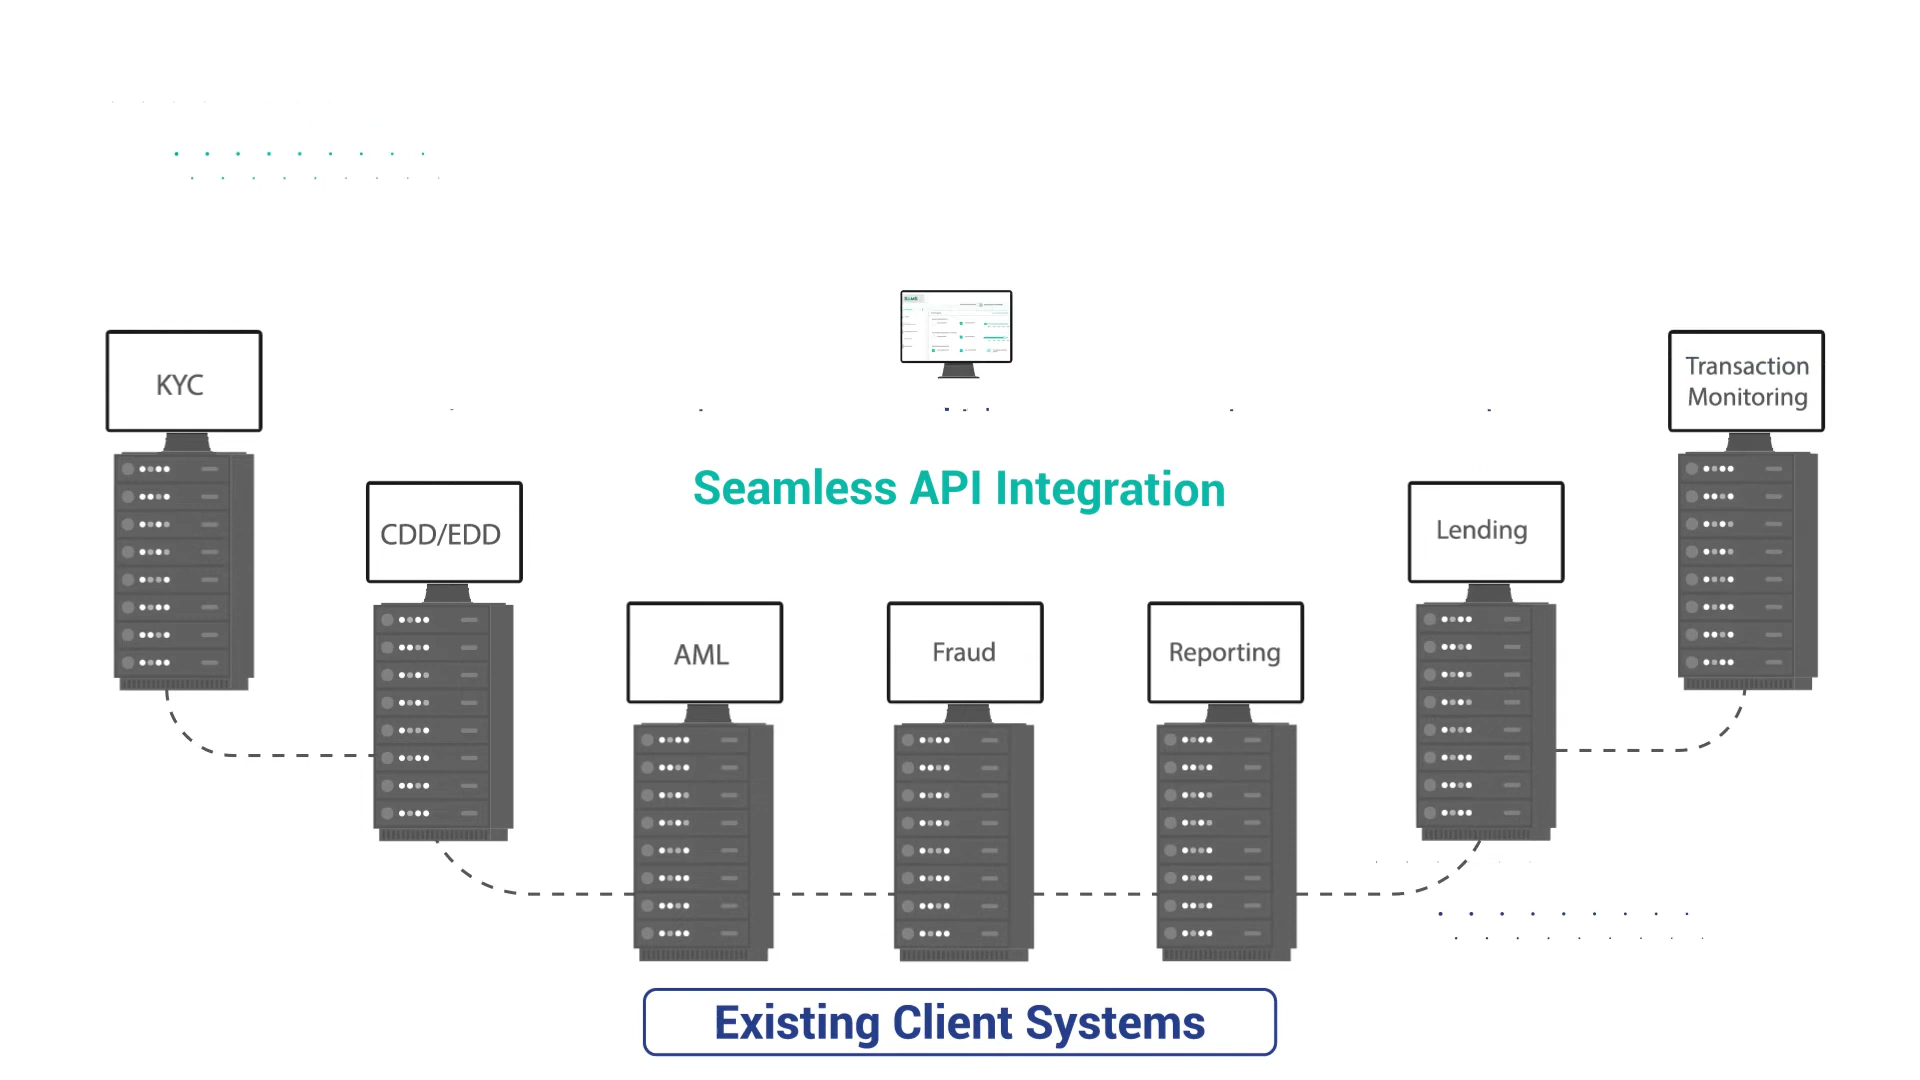 KYC
Transaction
Monitoring
Seamless API Integration
CDD/EDD
Lending
AML
Fraud
Reporting
Existing Client Systems